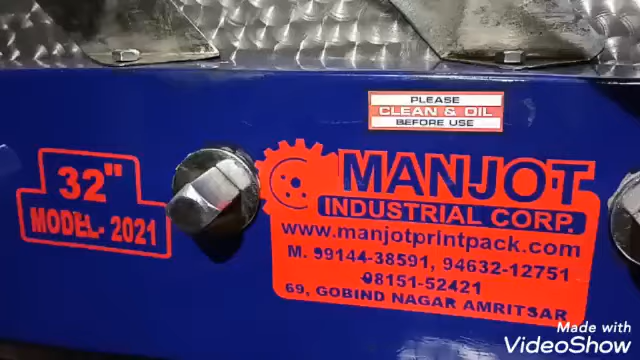 PLEASE
CLEAN & OIL
BEFORE USE
32"
MODEL- 2021
MANJOT
INDUSTRIAL CORP.
www.manjotprintpack.com
M. 99144-38591, 94632-12751
98151-52421
69, GOBIND NAGAR AMRITSAR
Made with
VideoShow